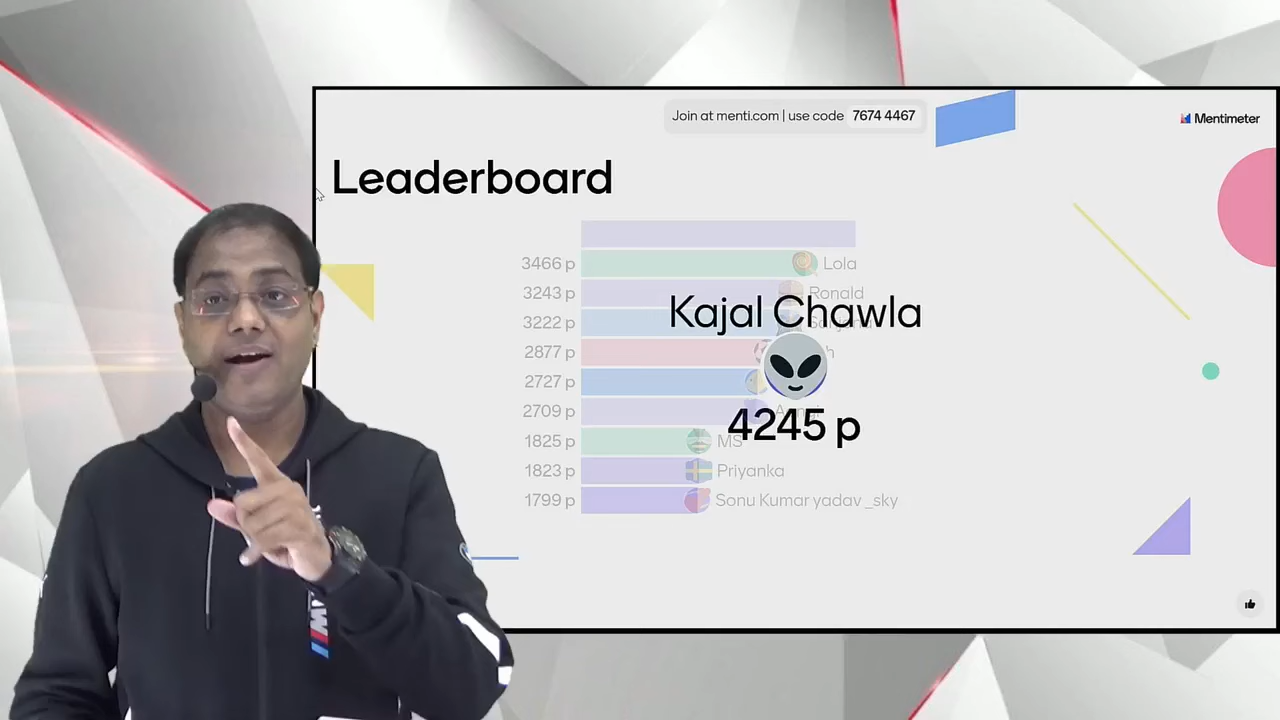 Join at menti.com | use code 7674 4467
Mentimeter
Leaderboard
3466 p Lola
3243 p Ronald
Kajal Chawla
3222 p
2877 p
2727 p
2709 p
4245 p
1825 p MS
1823 p Priyanka
1799 p Sonu Kumar yadav _sky